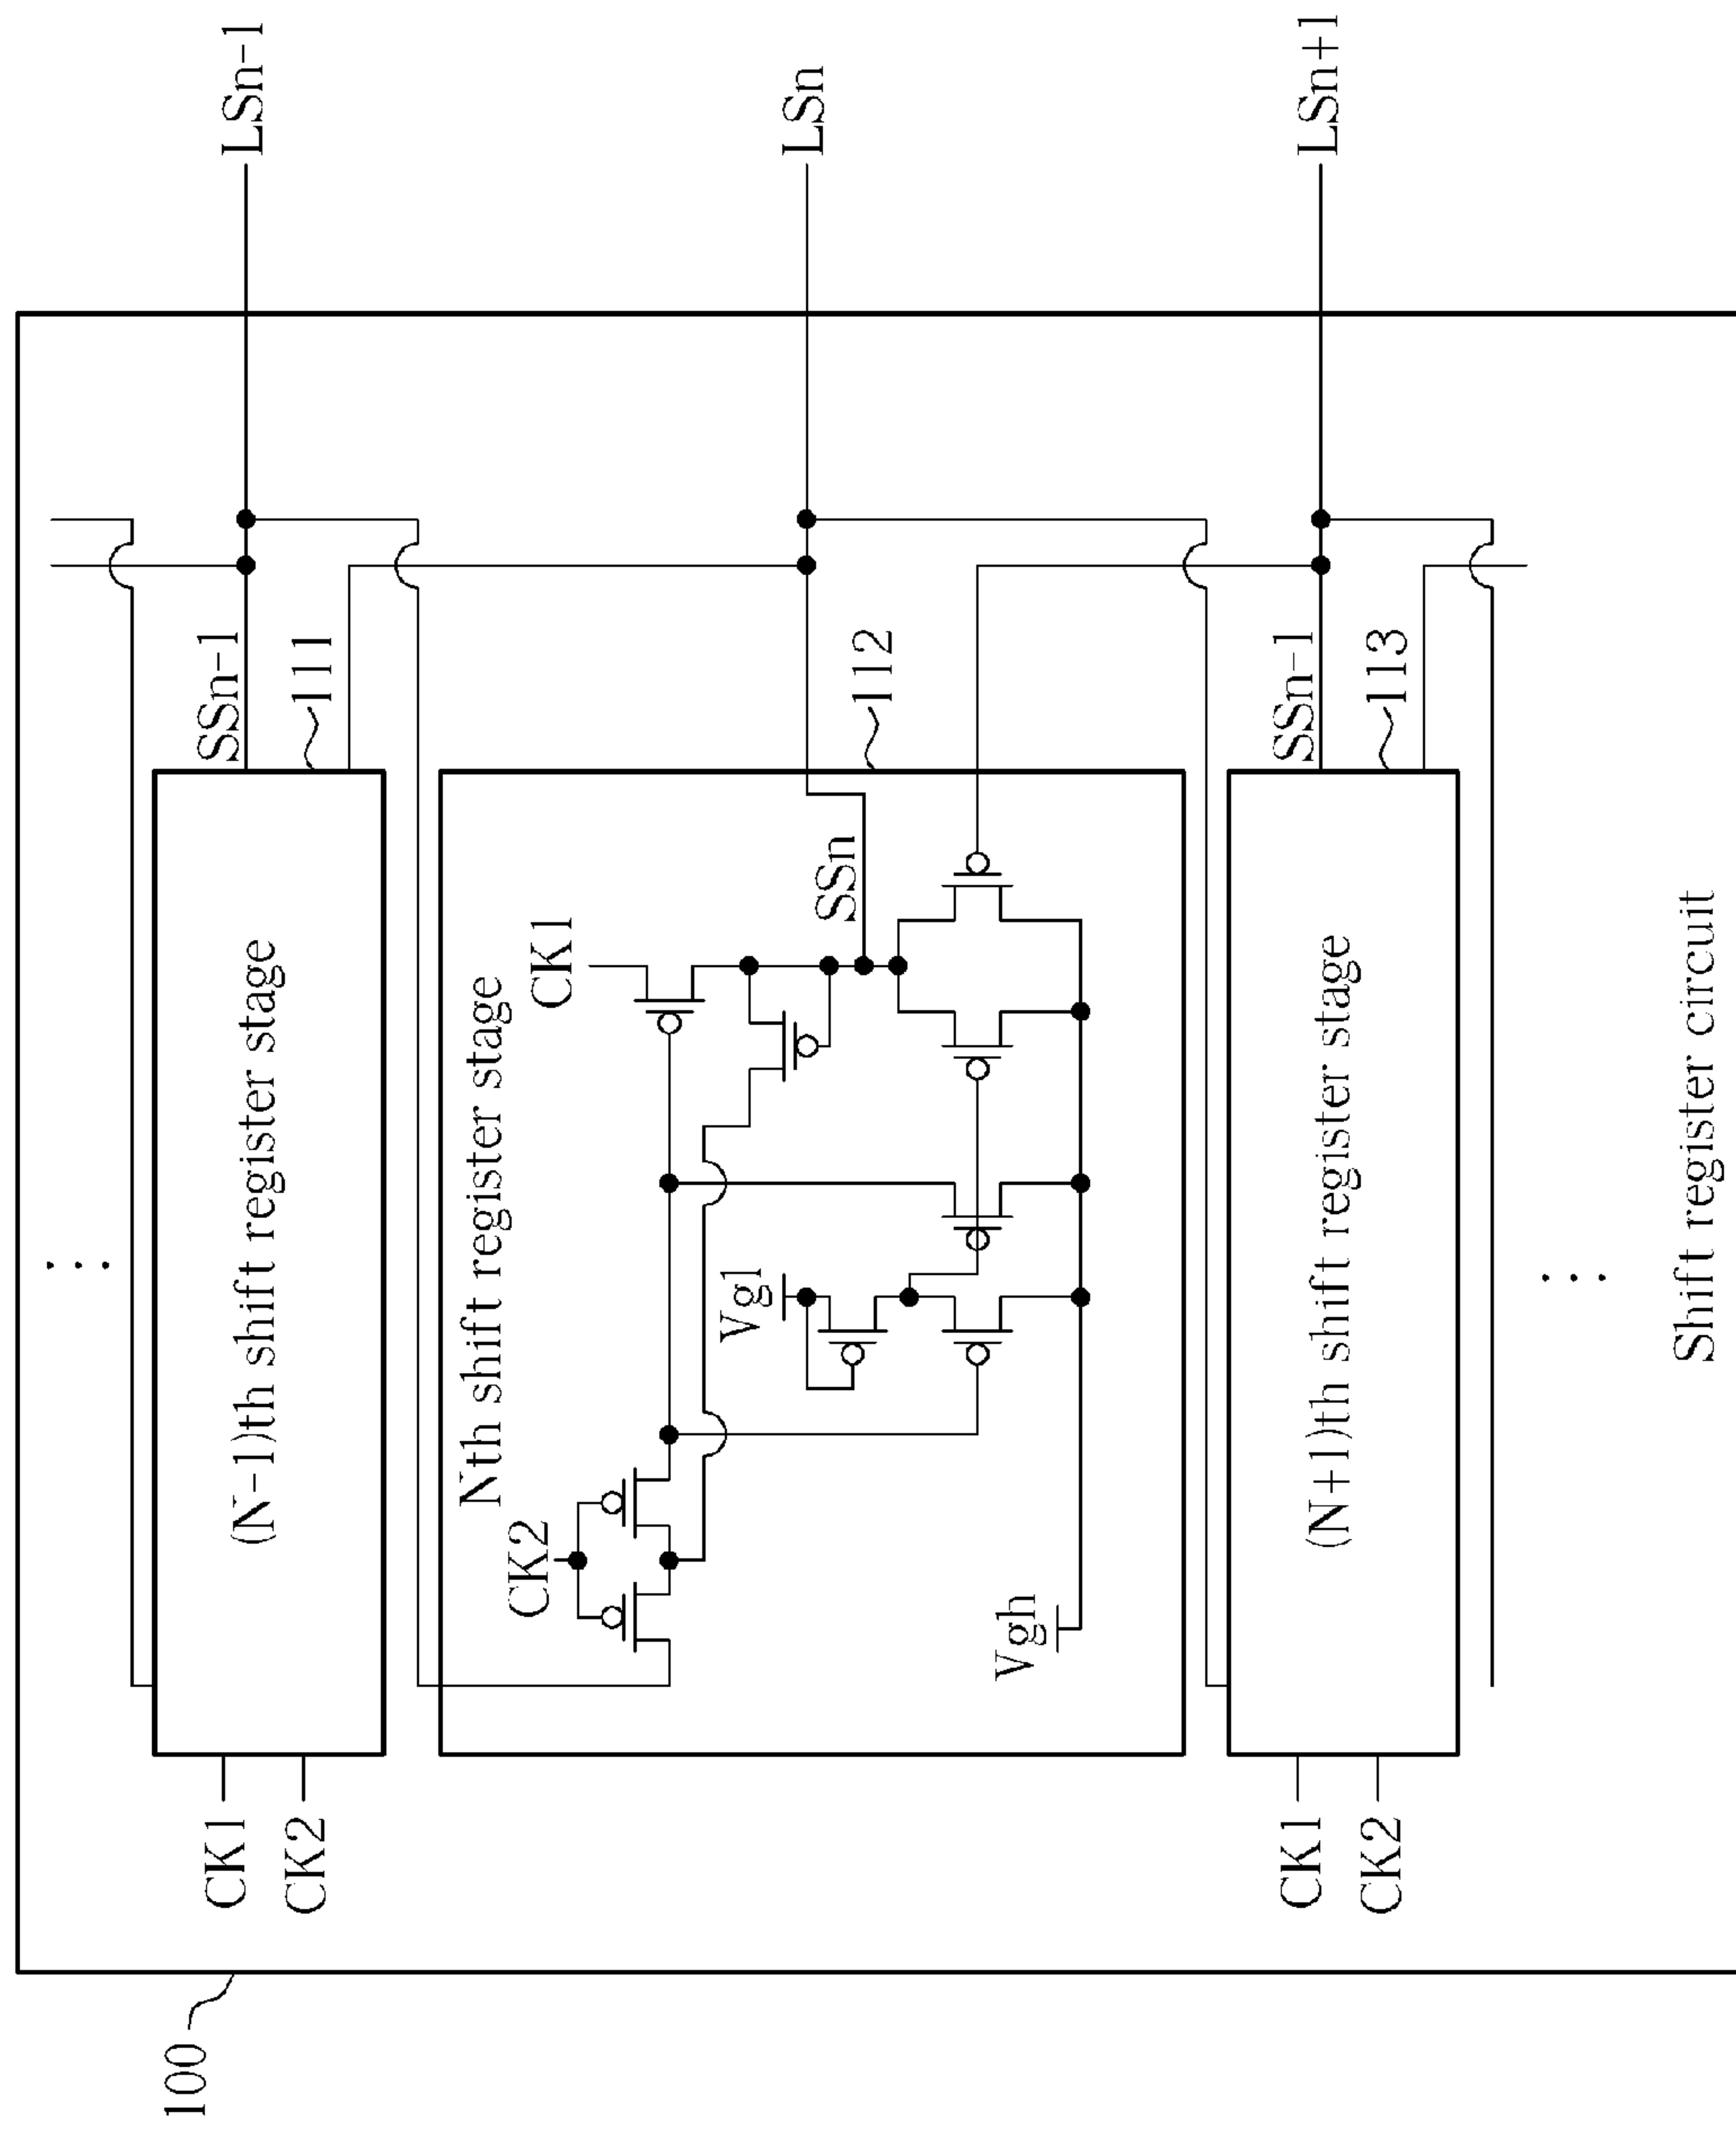 100
LSn-1
SSn-1
111
(N-1)th shift register stage
CK1
CK2
LSn
112
Nth shift register stage
CK2
CK1
SSn
Vgl
Vgh
LSn+1
SSn-1
113
(N+1)th shift register stage
CK1
CK2
Shift register circuit